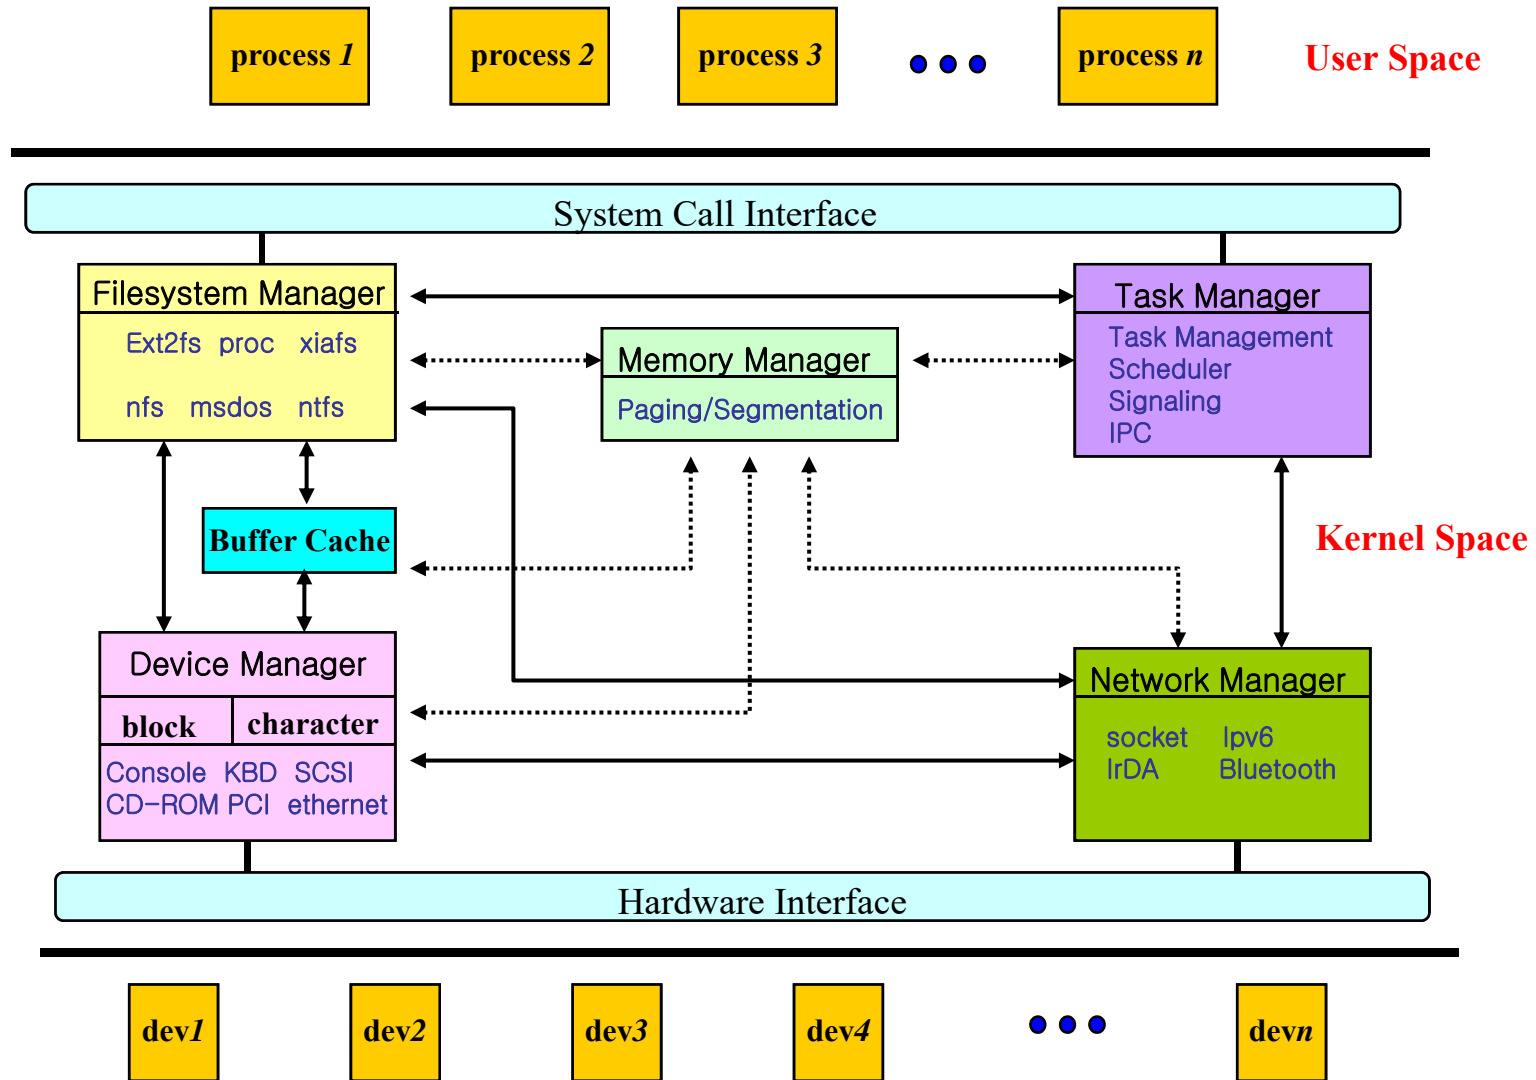 process 1
process 2
process 3
process n
User Space
System Call Interface
Filesystem Manager
Ext2fs proc xiafs
nfs msdos ntfs
Memory Manager
Paging/Segmentation
Task Manager
Task Management
Scheduler
Signaling
IPC
Buffer Cache
Kernel Space
Device Manager
block
character
Console KBD SCSI
CD-ROM PCI ethernet
Network Manager
socket Ipv6
IrDA Bluetooth
Hardware Interface
dev1
dev2
dev3
dev4
devn